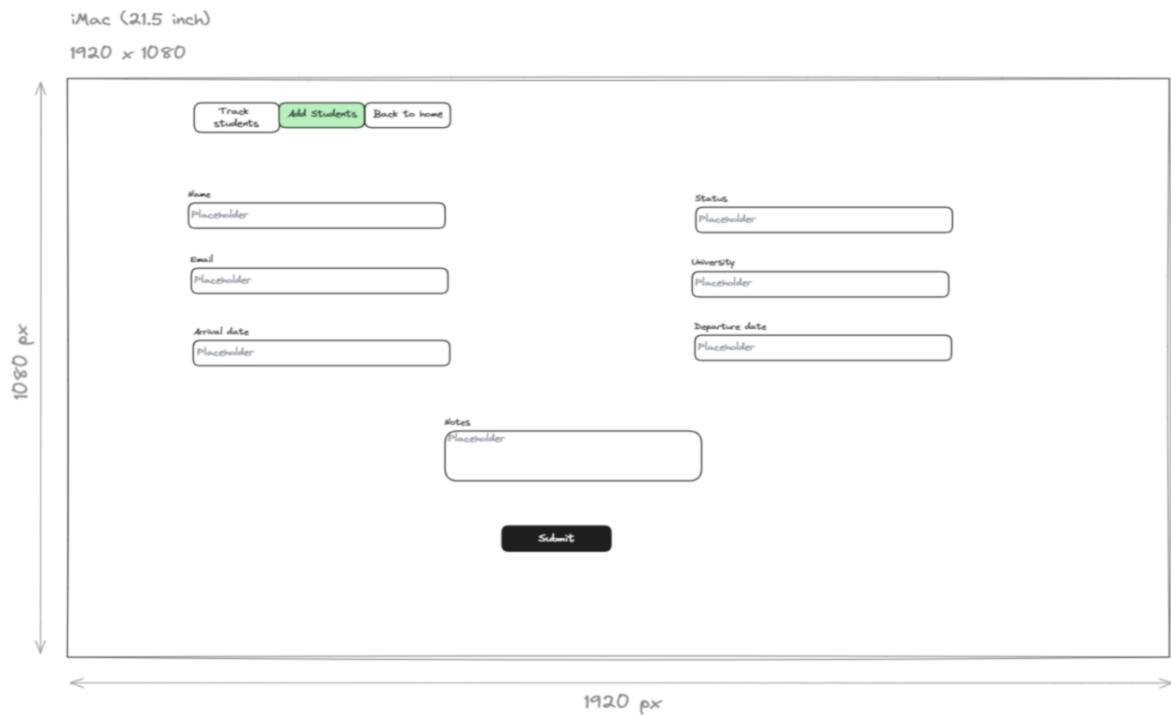 iMac (21.5 inch)
1920 x 1080
Track
students
Add Students
Back to home
Name
Placeholder
Status
Placeholder
Email
Placeholder
University
Placeholder
Arrival date
Placeholder
Departure date
Placeholder
Notes
Placeholder
Submit
1080 px
1920 px